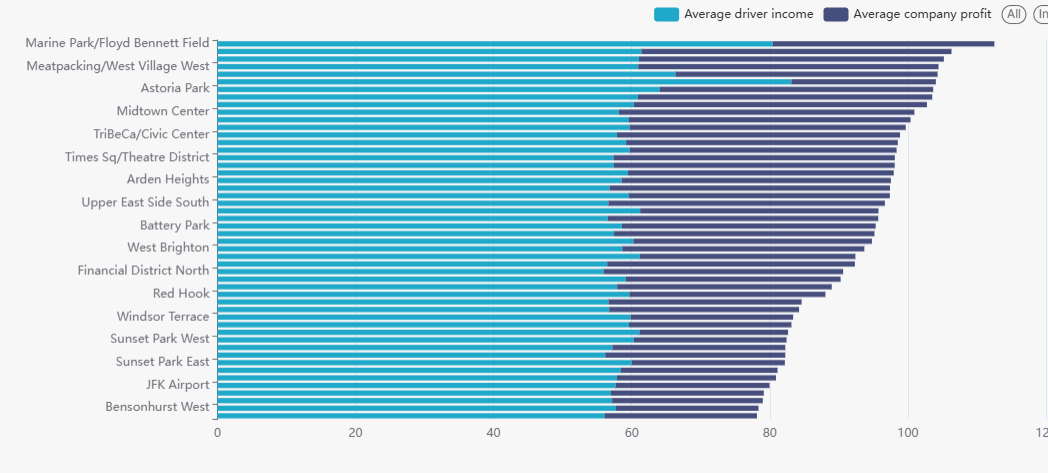 Average driver income Average company profit All In
Marine Park/Floyd Bennett Field
Meatpacking/West Village West
Astoria Park
Midtown Center
TriBeCa/Civic Center
Times Sq/Theatre District
Arden Heights
Upper East Side South
Battery Park
West Brighton
Financial District North
Red Hook
Windsor Terrace
Sunset Park West
Sunset Park East
JFK Airport
Bensonhurst West
0 20 40 60 80 100 12